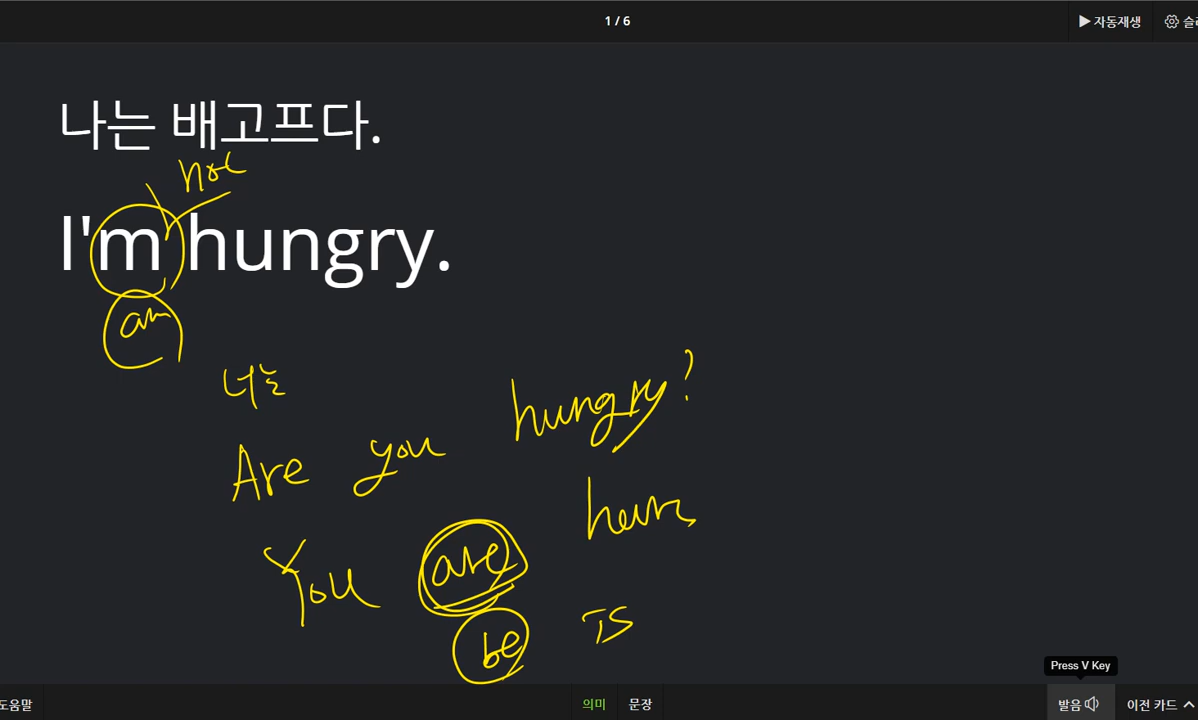 1 / 6
▶ 자동재생
나는 배고프다.
not
I'm hungry.
am
너는
Are you hungry?
You are
be is
Press V Key
도움말
의미 문장
발음
이전 카드